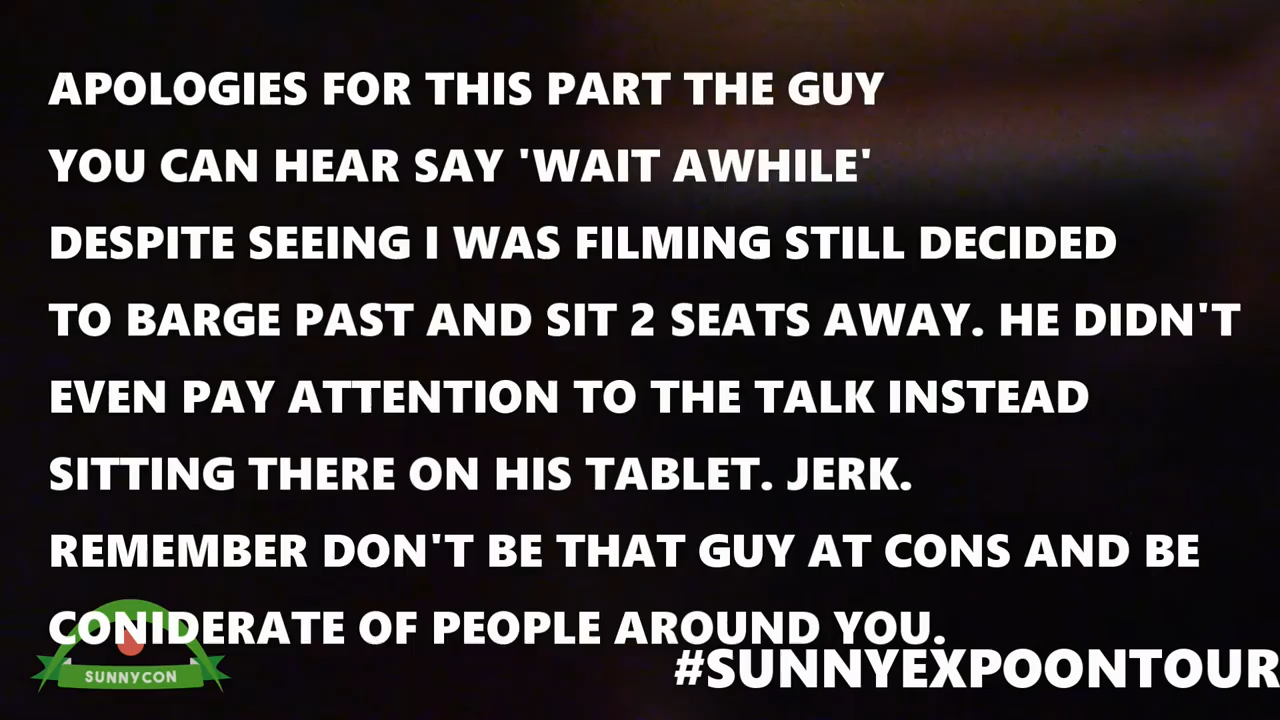 APOLOGIES FOR THIS PART THE GUY
YOU CAN HEAR SAY 'WAIT AWHILE'
DESPITE SEEING I WAS FILMING STILL DECIDED
TO BARGE PAST AND SIT 2 SEATS AWAY. HE DIDN'T
EVEN PAY ATTENTION TO THE TALK INSTEAD
SITTING THERE ON HIS TABLET. JERK.
REMEMBER DON'T BE THAT GUY AT CONS AND BE
CONIDERATE OF PEOPLE AROUND YOU.
#SUNNYEXPOONTOUR
SUNNYCON